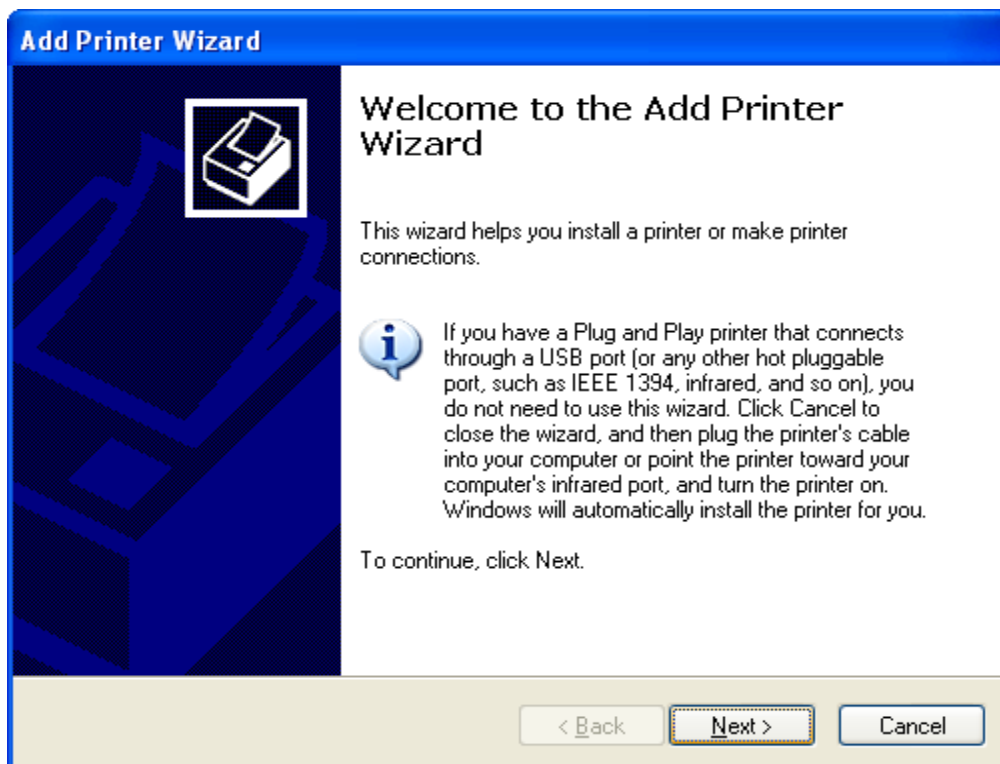 Add Printer Wizard
Welcome to the Add Printer
Wizard
This wizard helps you install a printer or make printer
connections.
If you have a Plug and Play printer that connects
through a USB port (or any other hot pluggable
port, such as IEEE 1394, infrared, and so on), you
do not need to use this wizard. Click Cancel to
close the wizard, and then plug the printer's cable
into your computer or point the printer toward your
computer's infrared port, and turn the printer on.
Windows will automatically install the printer for you.
To continue, click Next.
< Back Next > Cancel